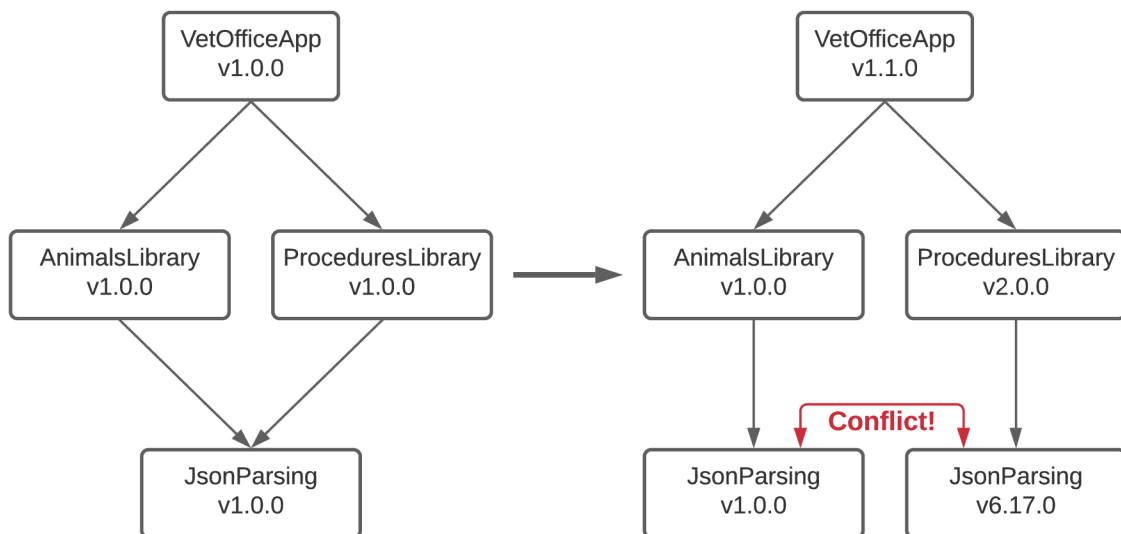 VetOfficeApp
v1.0.0
AnimalsLibrary
v1.0.0
ProceduresLibrary
v1.0.0
JsonParsing
v1.0.0
VetOfficeApp
v1.1.0
AnimalsLibrary
v1.0.0
ProceduresLibrary
v2.0.0
Conflict!
JsonParsing
v1.0.0
JsonParsing
v6.17.0